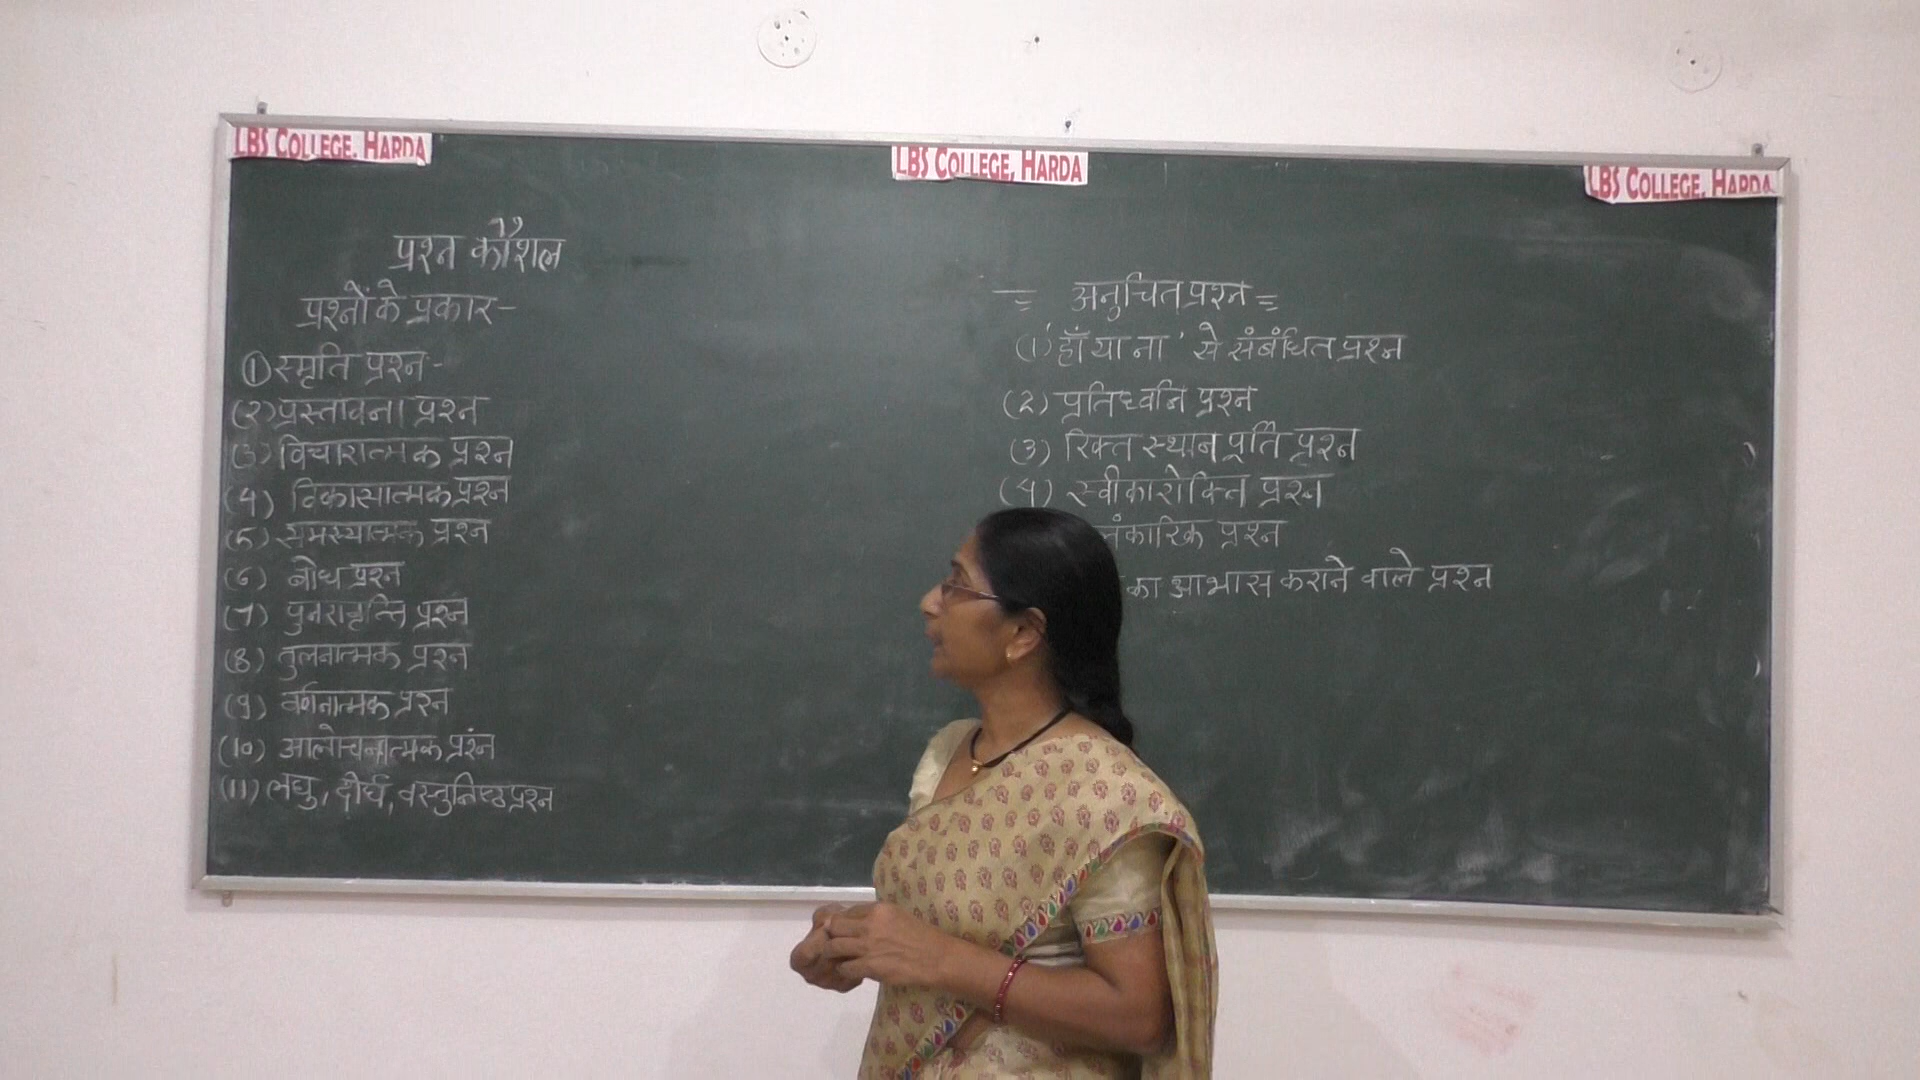 LBS COLLEGE, HARDA
LBS COLLEGE, HARDA
LBS COLLEGE, HARDA
प्रश्न कौशल
प्रश्नों के प्रकार -
① स्मृति प्रश्न -
(२) प्रस्तावना प्रश्न
(3) विचारात्मक प्रश्न
(4) विकासात्मक प्रश्न
(5) समस्यात्मक प्रश्न
(6) बोध प्रश्न
(7) पुनरावृत्ति प्रश्न
(8) तुलनात्मक प्रश्न
(9) वर्णनात्मक प्रश्न
(10) आलोचनात्मक प्रश्न
(11) लघु, दीर्घ, वस्तुनिष्ठ प्रश्न
= अनुचित प्रश्न =
(1) 'हाँ या ना' से संबंधित प्रश्न
(2) प्रतिध्वनि प्रश्न
(3) रिक्त स्थान पूर्ति प्रश्न
(4) स्वीकारोक्ति प्रश्न
लंकारिक प्रश्न
का आभास कराने वाले प्रश्न